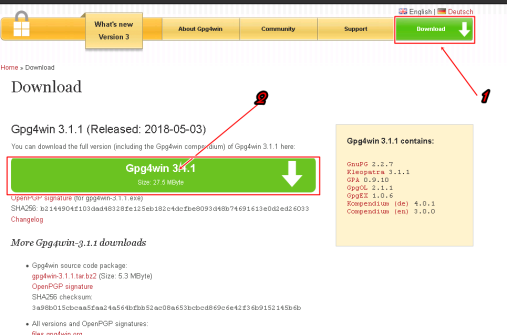 English | Deutsch
What's new
Version 3
About Gpg4win
Community
Support
Download
1
Home » Download
Download
2
Gpg4win 3.1.1 (Released: 2018-05-03)
You can download the full version (including the Gpg4win compendium) of Gpg4win 3.1.1 here:
Gpg4win 3.1.1
Size: 27.5 MByte
OpenPGP signature (for gpg4win-3.1.1.exe)
Changelog
Gpg4win 3.1.1 contains:
GnuPG 2.2.7
Kleopatra 3.1.1
GPA 0.9.10
GpgOL 2.1.1
GpgEX 1.0.6
Kompendium (de) 4.0.1
Kompendium (en) 3.0.0
More Gpg4win-3.1.1 downloads
Gpg4win source code package:
gpg4win-3.1.1.tar.bz2 (Size: 5.3 MByte)
OpenPGP signature
SHA256 checksum:
All versions and OpenPGP signatures:
files.gpg4win.org